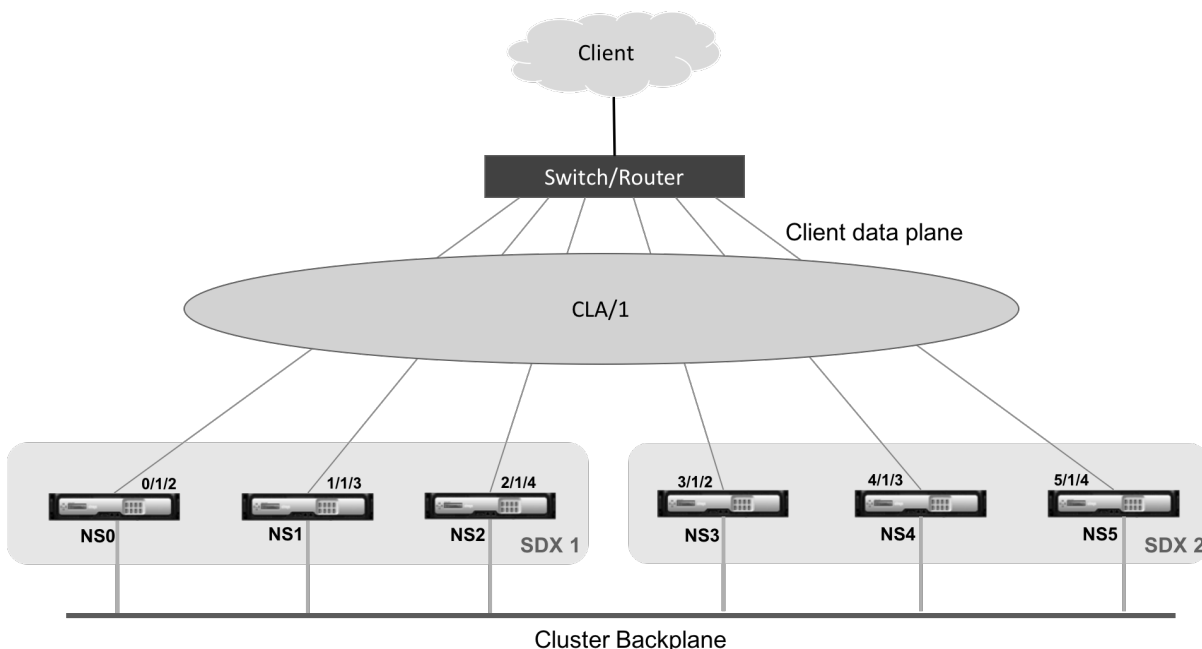 Client
Switch/Router
Client data plane
CLA/1
0/1/2
1/1/3
2/1/4
3/1/2
4/1/3
5/1/4
NS0
NS1
NS2
SDX 1
NS3
NS4
NS5
SDX 2
Cluster Backplane